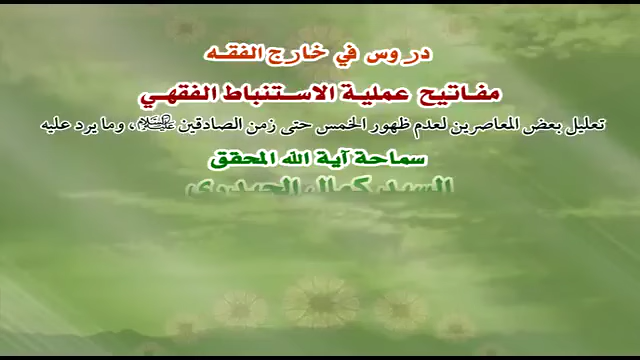 دروس في خارج الفقه
مفاتيح عملية الاستنباط الفقهي
تعليل بعض المعاصرين لعدم ظهور الخمس حتى زمن الصادقين عليهما السلام، وما يرد عليه
سماحة آية الله المحقق
السيد كمال الحيدري